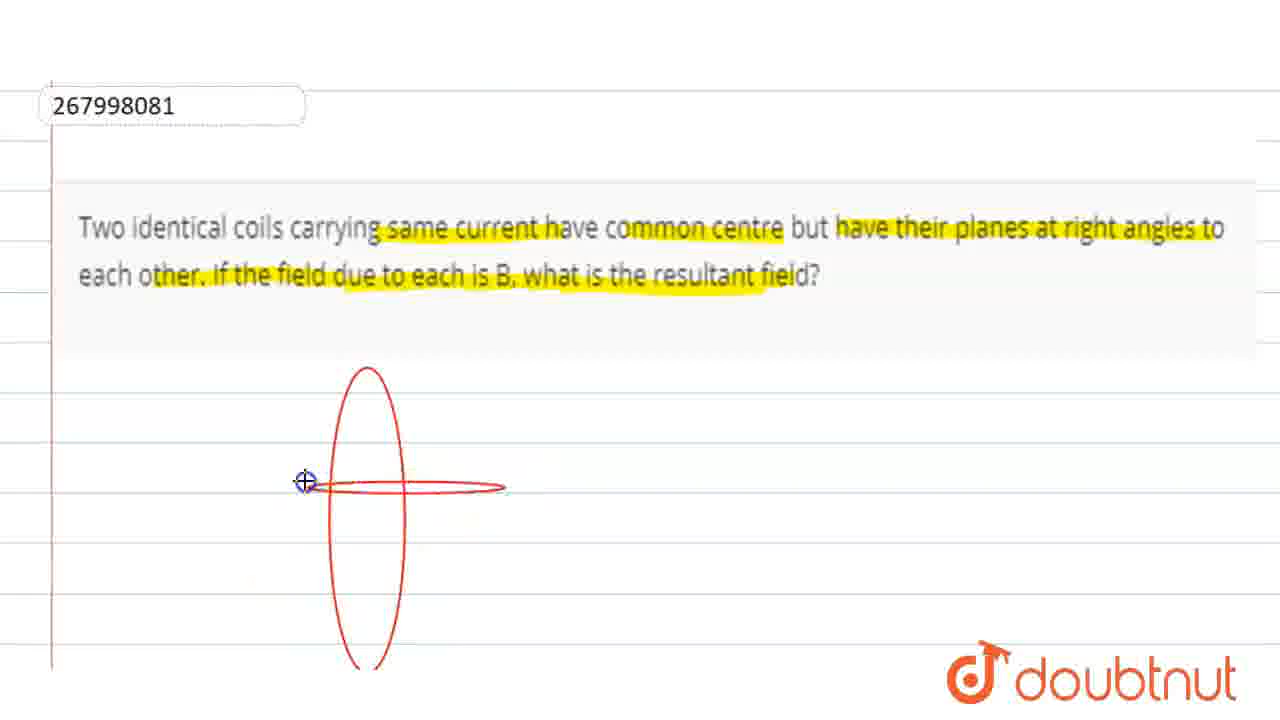 267998081
Two identical coils carrying same current have common centre but have their planes at right angles to
each other. If the field due to each is B, what is the resultant field?
doubtnut